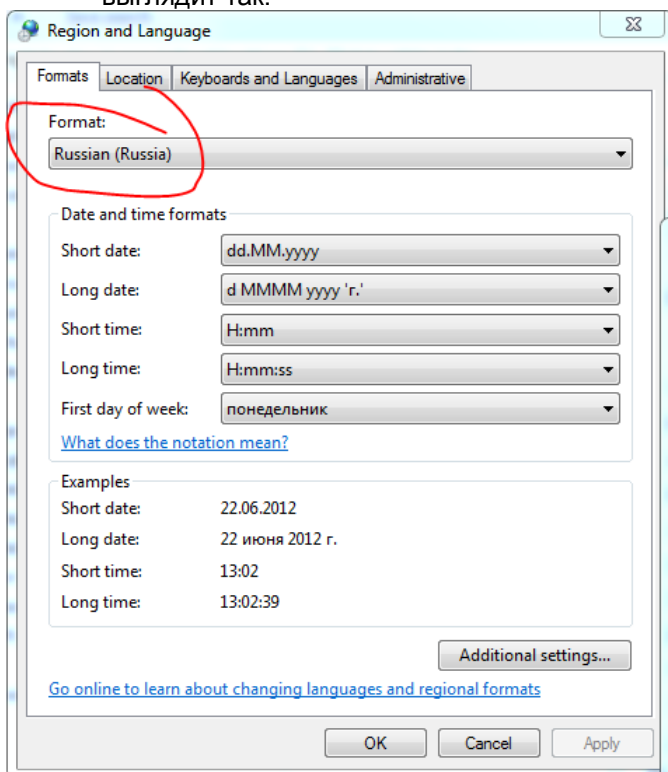 выглядит так:
Region and Language
Formats Location Keyboards and Languages Administrative
Format:
Russian (Russia)
Date and time formats
Short date: dd.MM.yyyy
Long date: d MMMM yyyy 'г.'
Short time: H:mm
Long time: H:mm:ss
First day of week: понедельник
What does the notation mean?
Examples
Short date: 22.06.2012
Long date: 22 июня 2012 г.
Short time: 13:02
Long time: 13:02:39
Additional settings...
Go online to learn about changing languages and regional formats
OK Cancel Apply